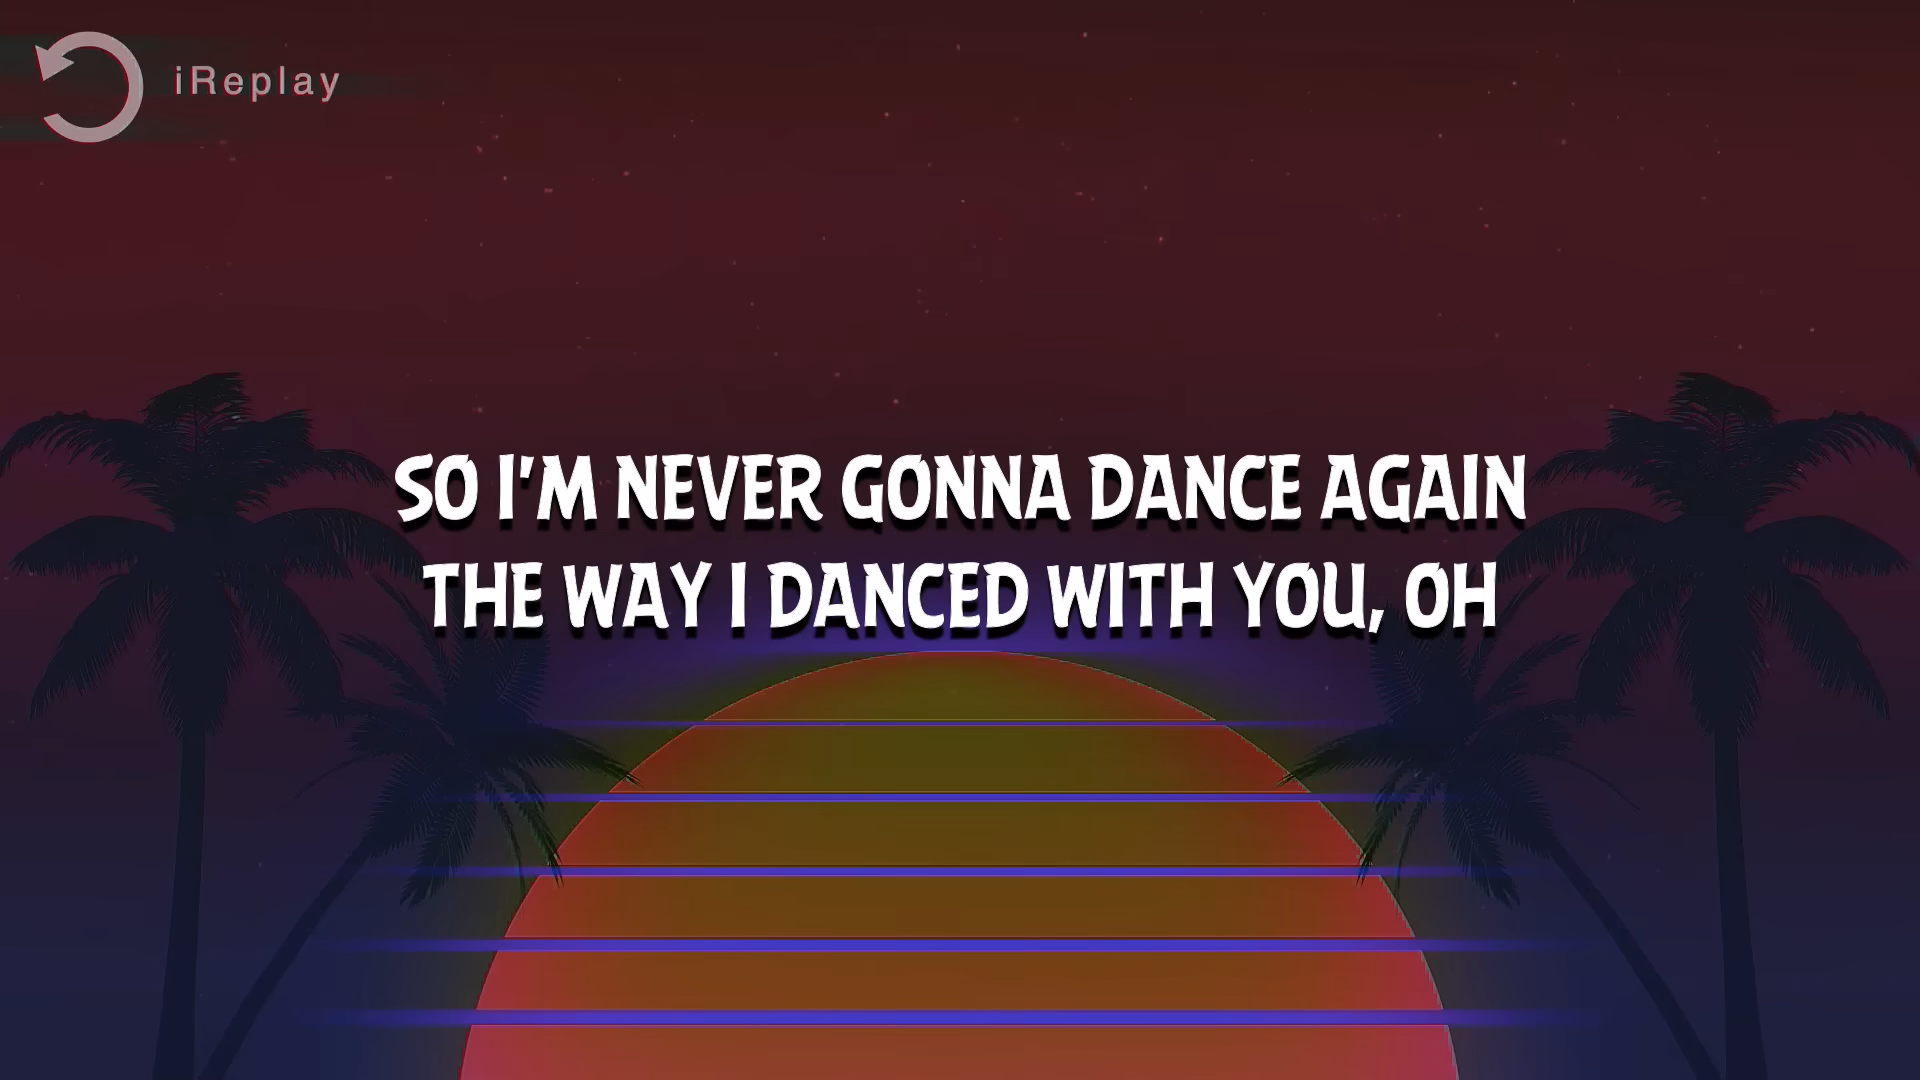 iReplay
SO I'M NEVER GONNA DANCE AGAIN
THE WAY I DANCED WITH YOU, OH